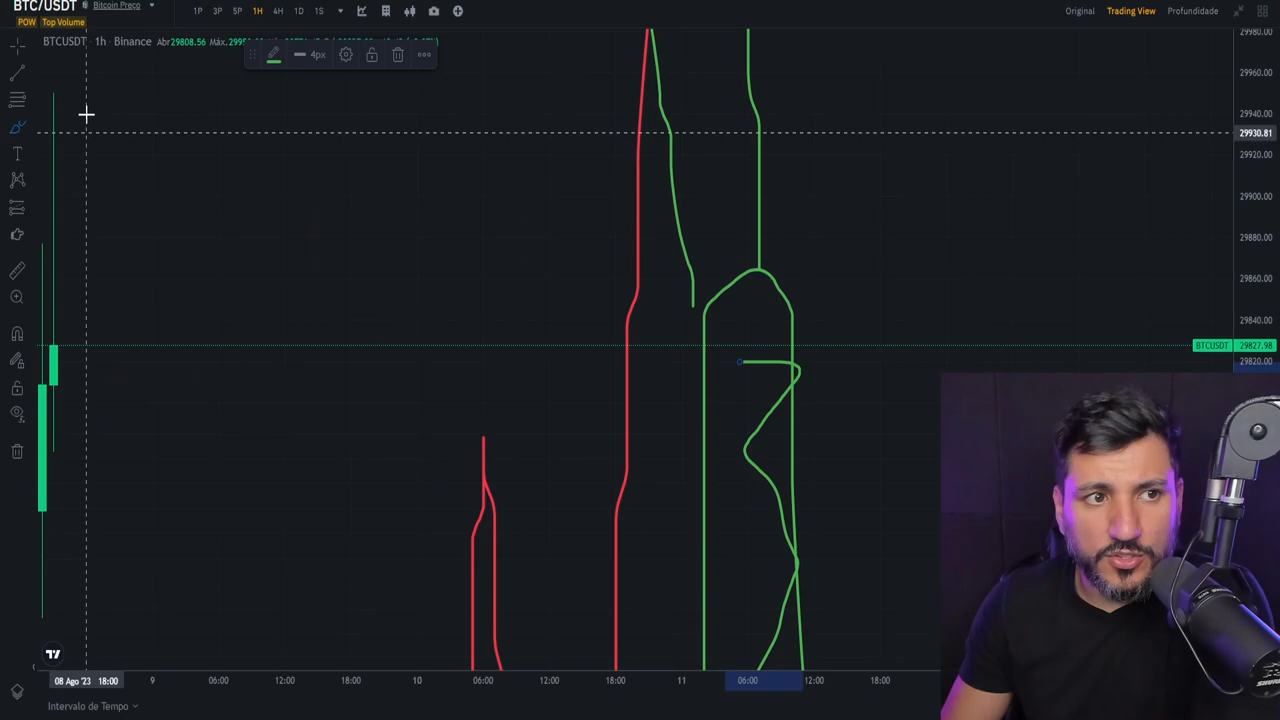 BTC/USDT Bitcoin Preço
POW Top Volume
1P 3P 5P 1H 4H 1D 1S
Original Trading View Profundidade
BTCUSDT · 1h · Binance Abr29808.56
4px
29980.00
29960.00
29940.00
29930.81
29920.00
29900.00
29880.00
29860.00
29840.00
BTCUSDT 29827.98
29820.00
08 Ago '23 18:00 9 06:00 12:00 18:00 10 06:00 12:00 18:00 11 06:00 12:00 18:00
Intervalo de Tempo